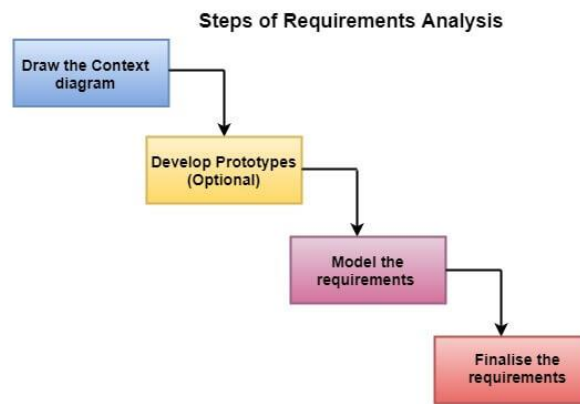 Steps of Requirements Analysis
Draw the Context
diagram
Develop Prototypes
(Optional)
Model the
requirements
Finalise the
requirements